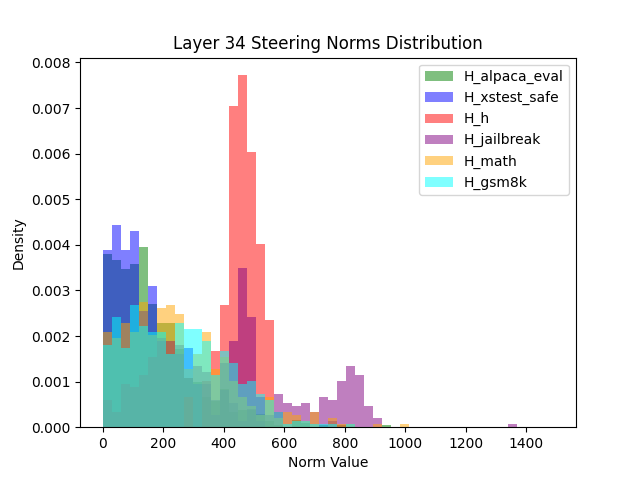 Layer 34 Steering Norms Distribution
0.008
0.007
0.006
0.005
0.004
0.003
0.002
0.001
0.000
Density
H_alpaca_eval
H_xstest_safe
H_h
H_jailbreak
H_math
H_gsm8k
0 200 400 600 800 1000 1200 1400
Norm Value